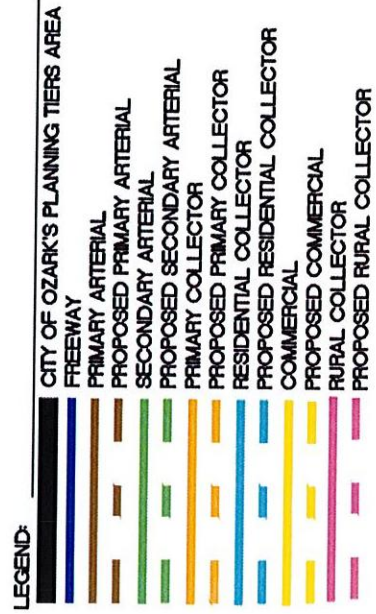 LEGEND:
CITY OF OZARK'S PLANNING TIERS AREA
FREEWAY
PRIMARY ARTERIAL
PROPOSED PRIMARY ARTERIAL
SECONDARY ARTERIAL
PROPOSED SECONDARY ARTERIAL
PRIMARY COLLECTOR
PROPOSED PRIMARY COLLECTOR
RESIDENTIAL COLLECTOR
PROPOSED RESIDENTIAL COLLECTOR
COMMERCIAL
PROPOSED COMMERCIAL
RURAL COLLECTOR
PROPOSED RURAL COLLECTOR